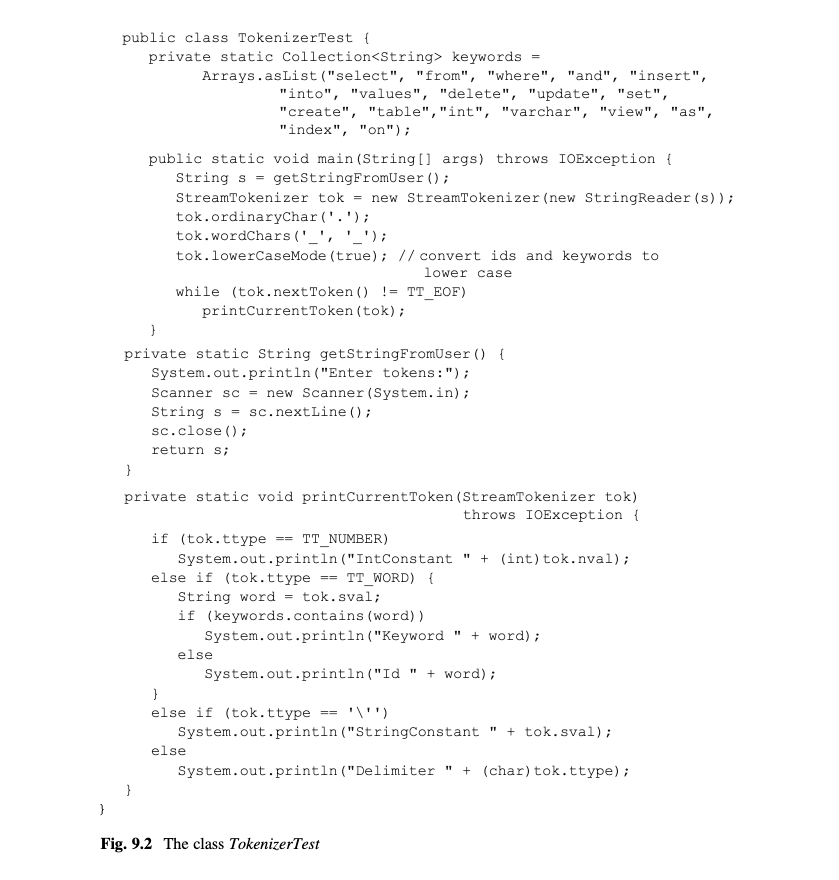 public class TokenizerTest {
private static Collection<String> keywords =
Arrays.asList("select", "from", "where", "and", "insert",
"into", "values", "delete", "update", "set",
"create", "table","int", "varchar", "view", "as",
"index", "on");
public static void main(String[] args) throws IOException {
String s = getStringFromUser();
StreamTokenizer tok = new StreamTokenizer(new StringReader(s));
tok.ordinaryChar('.');
tok.wordChars('_', '_');
tok.lowerCaseMode(true); // convert ids and keywords to
lower case
while (tok.nextToken() != TT_EOF)
printCurrentToken(tok);
}
private static String getStringFromUser() {
System.out.println("Enter tokens:");
Scanner sc = new Scanner(System.in);
String s = sc.nextLine();
sc.close();
return s;
}
private static void printCurrentToken(StreamTokenizer tok)
throws IOException {
if (tok.ttype == TT_NUMBER)
System.out.println("IntConstant " + (int)tok.nval);
else if (tok.ttype == TT_WORD) {
String word = tok.sval;
if (keywords.contains(word))
System.out.println("Keyword " + word);
else
System.out.println("Id " + word);
}
else if (tok.ttype == '\'')
System.out.println("StringConstant " + tok.sval);
else
System.out.println("Delimiter " + (char)tok.ttype);
}
}
Fig. 9.2 The class TokenizerTest